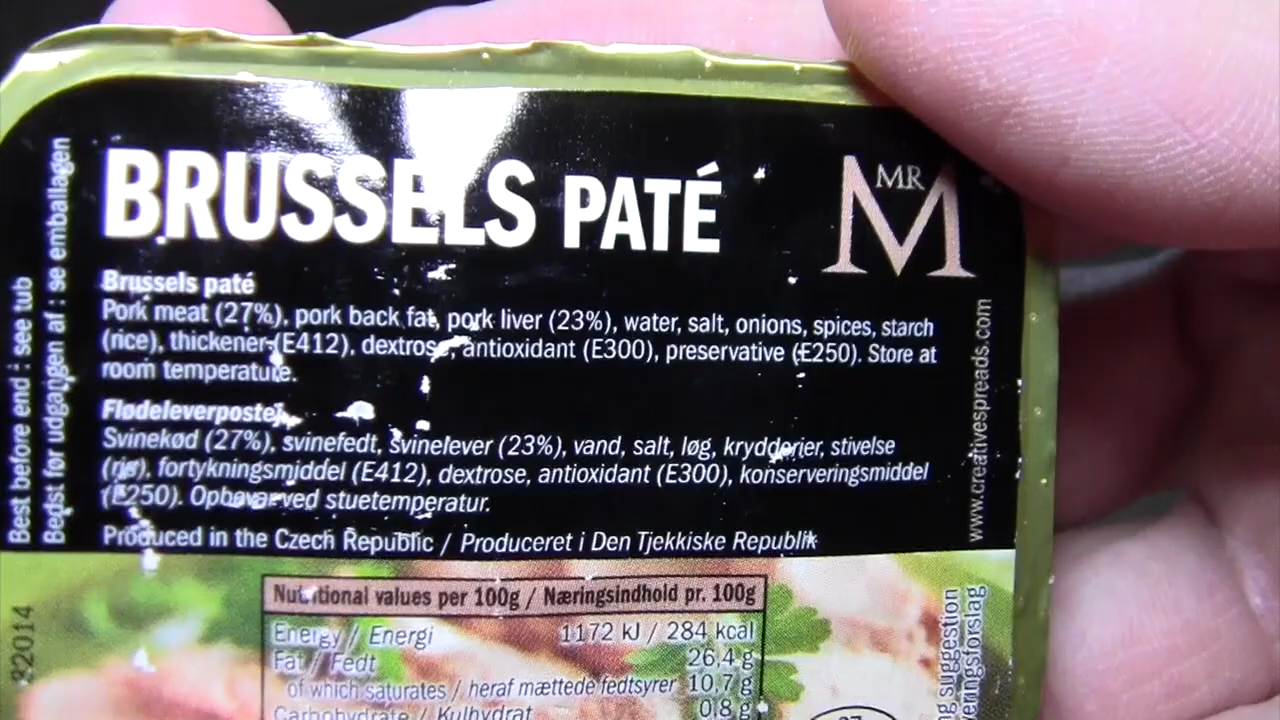 BRUSSELS PATÉ
MR
M
Brussels paté
Pork meat (27%), pork back fat, pork liver (23%), water, salt, onions, spices, starch
(rice), thickener (E412), dextrose, antioxidant (E300), preservative (E250). Store at
room temperature.
Flødeleverpostej
Svinekød (27%), svinefedt, svinelever (23%), vand, salt, løg, krydderier, stivelse
(ris), fortykningsmiddel (E412), dextrose, antioxidant (E300), konserveringsmiddel
(E250). Opbevares ved stuetemperatur.
Produced in the Czech Republic / Produceret i Den Tjekkiske Republik
Best before end : see tub
Bedst før udgangen af : se emballagen
www.creativespreads.com
Nutritional values per 100g / Næringsindhold pr. 100g
Energy / Energi 1172 kJ / 284 kcal
Fat / Fedt 26,4 g
of which saturates / heraf mættede fedtsyrer 10,7 g
Carbohydrate / Kulhydrat 0,8 g
22014
suggestion